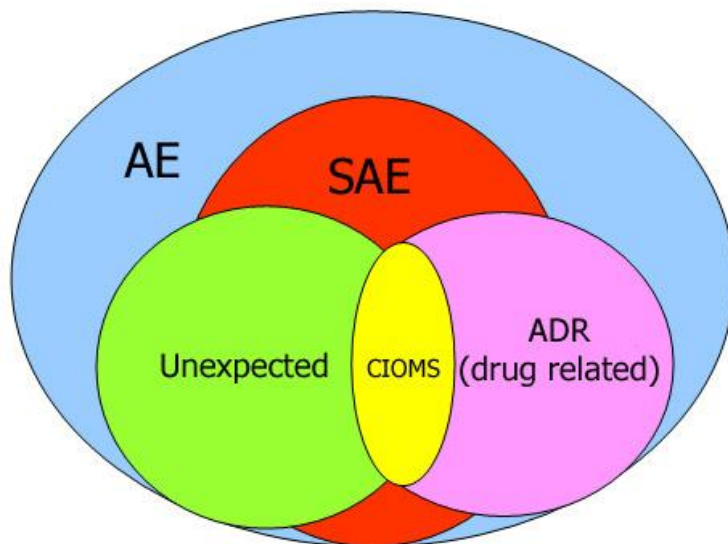 AE
SAE
Unexpected
CIOMS
ADR
(drug related)